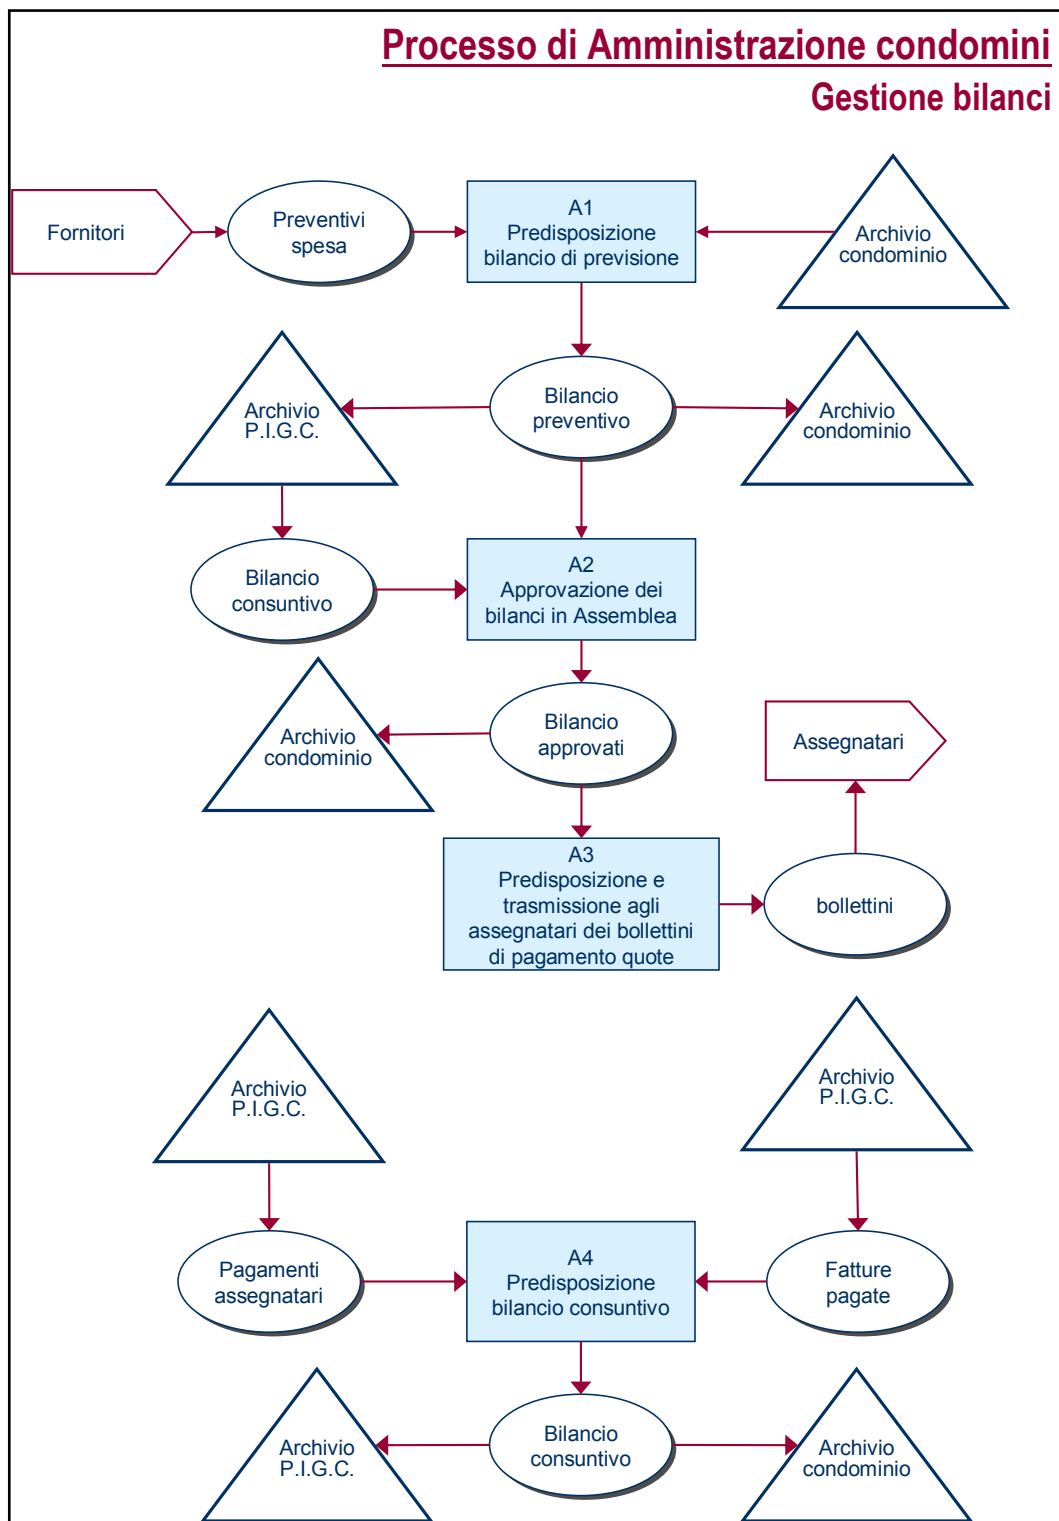 Processo di Amministrazione condomini
Gestione bilanci
Fornitori
Preventivi
spesa
A1
Predisposizione
bilancio di previsione
Archivio
condominio
Archivio
P.I.G.C.
Bilancio
preventivo
Archivio
condominio
Bilancio
consuntivo
A2
Approvazione dei
bilanci in Assemblea
Archivio
condominio
Bilancio
approvati
Assegnatari
A3
Predisposizione e
trasmissione agli
assegnatari dei bollettini
di pagamento quote
bollettini
Archivio
P.I.G.C.
Archivio
P.I.G.C.
Pagamenti
assegnatari
A4
Predisposizione
bilancio consuntivo
Fatture
pagate
Archivio
P.I.G.C.
Bilancio
consuntivo
Archivio
condominio